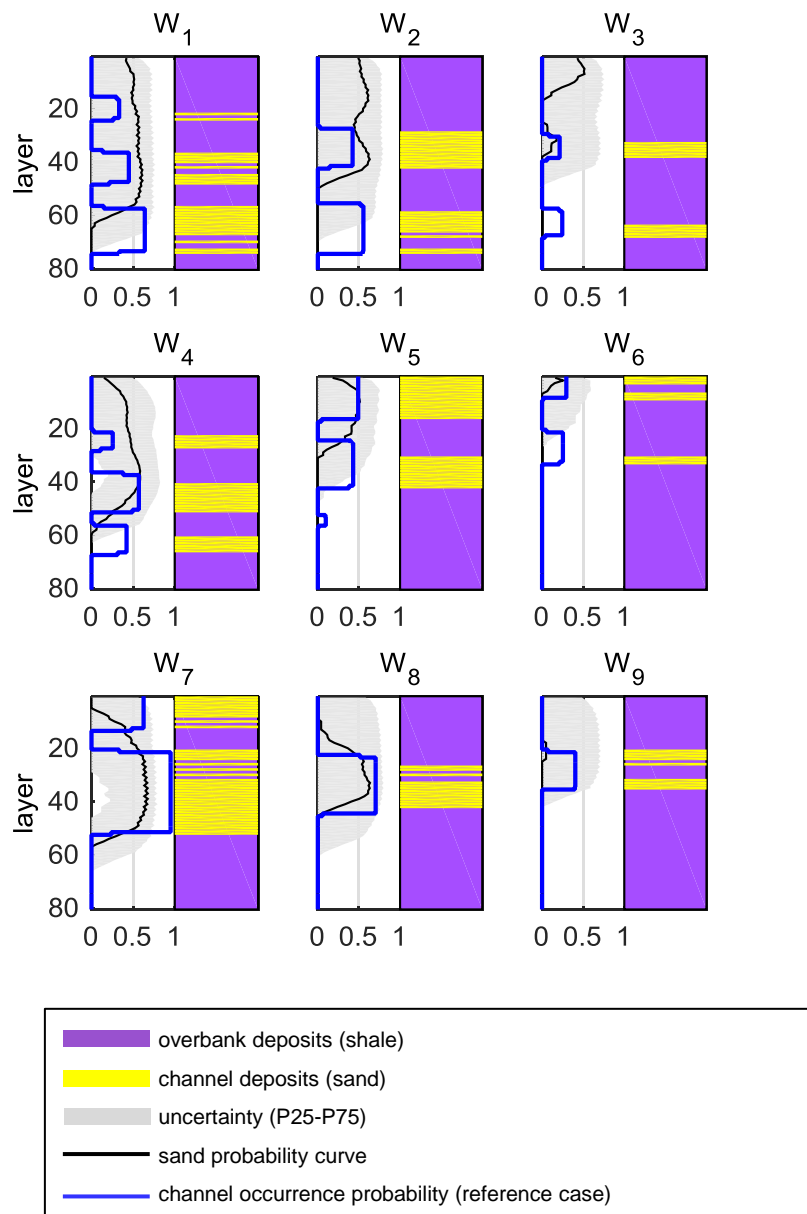 W1 W2 W3
layer
20
40
60
80
0 0.5 1 0 0.5 1 0 0.5 1
W4 W5 W6
layer
20
40
60
80
0 0.5 1 0 0.5 1 0 0.5 1
W7 W8 W9
layer
20
40
60
80
0 0.5 1 0 0.5 1 0 0.5 1
overbank deposits (shale)
channel deposits (sand)
uncertainty (P25-P75)
sand probability curve
channel occurrence probability (reference case)